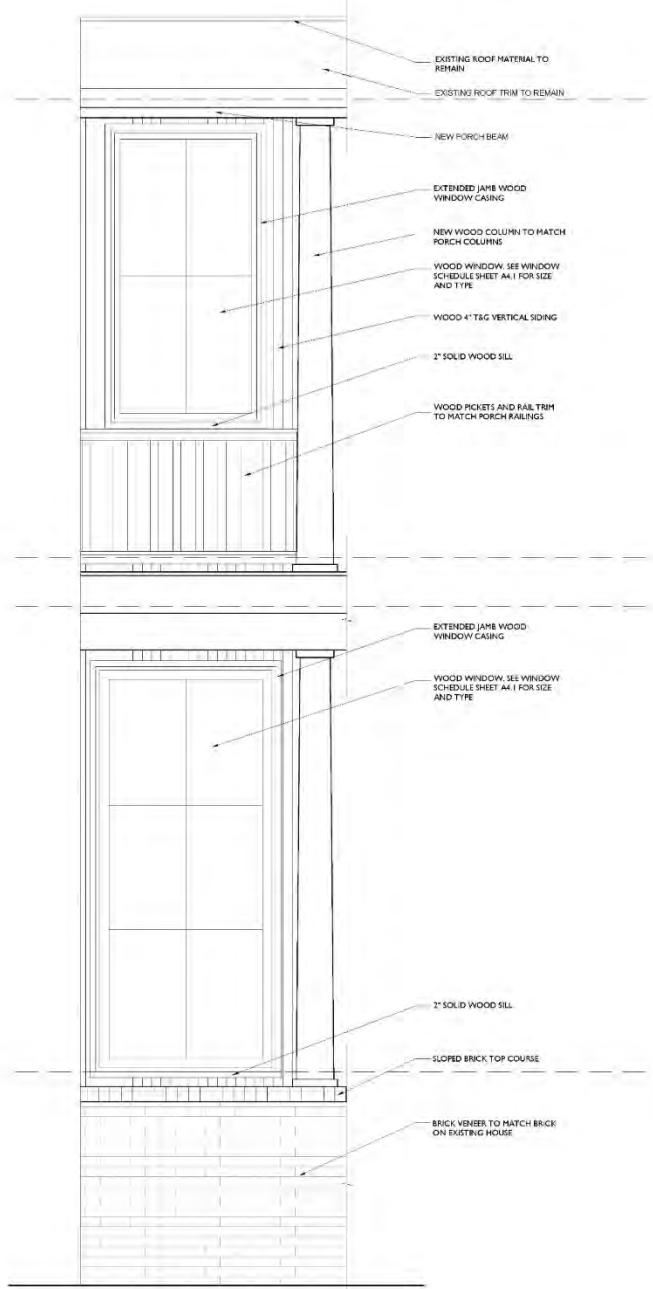 EXISTING ROOF MATERIAL TO
REMAIN
EXISTING ROOF TRIM TO REMAIN
NEW PORCH BEAM
EXTENDED JAMB WOOD
WINDOW CASING
NEW WOOD COLUMN TO MATCH
PORCH COLUMNS
WOOD WINDOW. SEE WINDOW
SCHEDULE SHEET A4.1 FOR SIZE
AND TYPE
WOOD 4" T&G VERTICAL SIDING
2" SOLID WOOD SILL
WOOD PICKETS AND RAIL TRIM
TO MATCH PORCH RAILINGS
EXTENDED JAMB WOOD
WINDOW CASING
WOOD WINDOW. SEE WINDOW
SCHEDULE SHEET A4.1 FOR SIZE
AND TYPE
2" SOLID WOOD SILL
SLOPED BRICK TOP COURSE
BRICK VENEER TO MATCH BRICK
ON EXISTING HOUSE